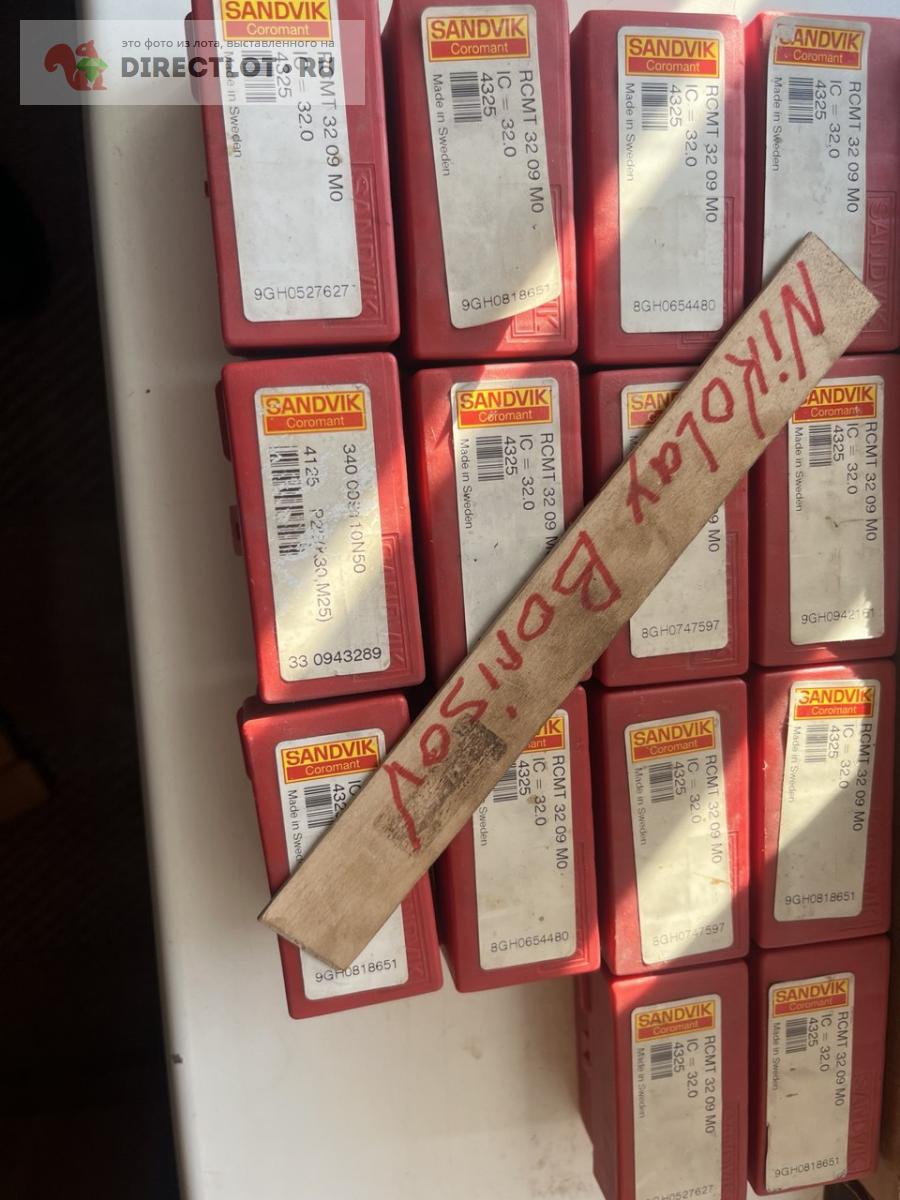 это фото из лота, выставленного на
DIRECTLOT RU
SANDVIK
Coromant
RCMT 32 09 M0
IC = 32.0
4325
Made in Sweden
9GH0527627
SANDVIK
Coromant
RCMT 32 09 M0
IC = 32.0
4325
Made in Sweden
9GH0818651
SANDVIK
Coromant
RCMT 32 09 M0
IC = 32.0
4325
Made in Sweden
8GH0654480
SANDVIK
Coromant
RCMT 32 09 M0
IC = 32.0
4325
Made in Sweden
SANDVIK
Coromant
4125
33 0943289
SANDVIK
Coromant
RCMT 32 09 M0
IC = 32.0
4325
Made in Sweden
M0
8GH0747597
SANDVIK
Coromant
RCMT 32 09 M0
IC = 32.0
4325
Made in Sweden
Nikolay Borisov
SANDVIK
Coromant
9GH0818651
RCMT 32 09 M0
IC = 32.0
4325
8GH0654480
SANDVIK
Coromant
RCMT 32 09 M0
IC = 32.0
4325
Made in Sweden
8GH0747597
SANDVIK
Coromant
RCMT 32 09 M0
IC = 32.0
4325
Made in Sweden
9GH0818651
SANDVIK
Coromant
RCMT 32 09 M0
IC = 32.0
4325
Made in Sweden
SANDVIK
Coromant
RCMT 32 09 M0
IC = 32.0
4325
Made in Sweden
9GH0818651